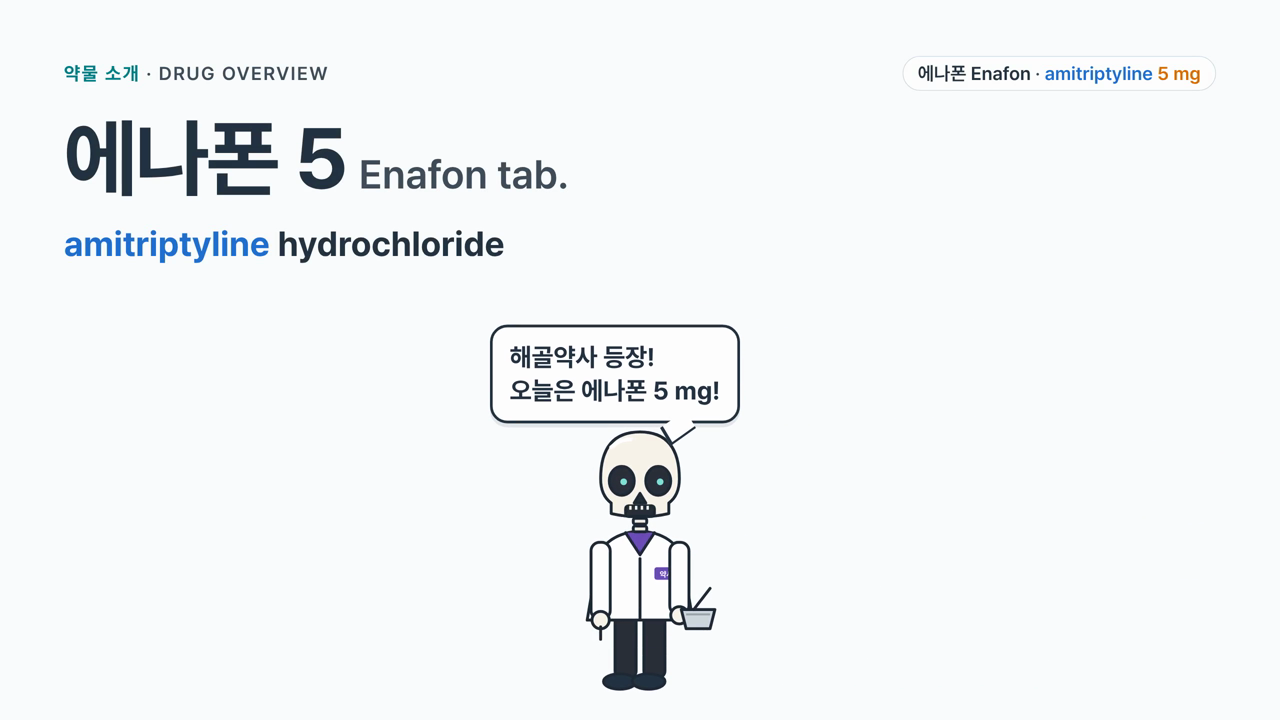 약물 소개 · DRUG OVERVIEW
에나폰 Enafon · amitriptyline 5 mg
에나폰 5 Enafon tab.
amitriptyline hydrochloride
해골약사 등장!
오늘은 에나폰 5 mg!